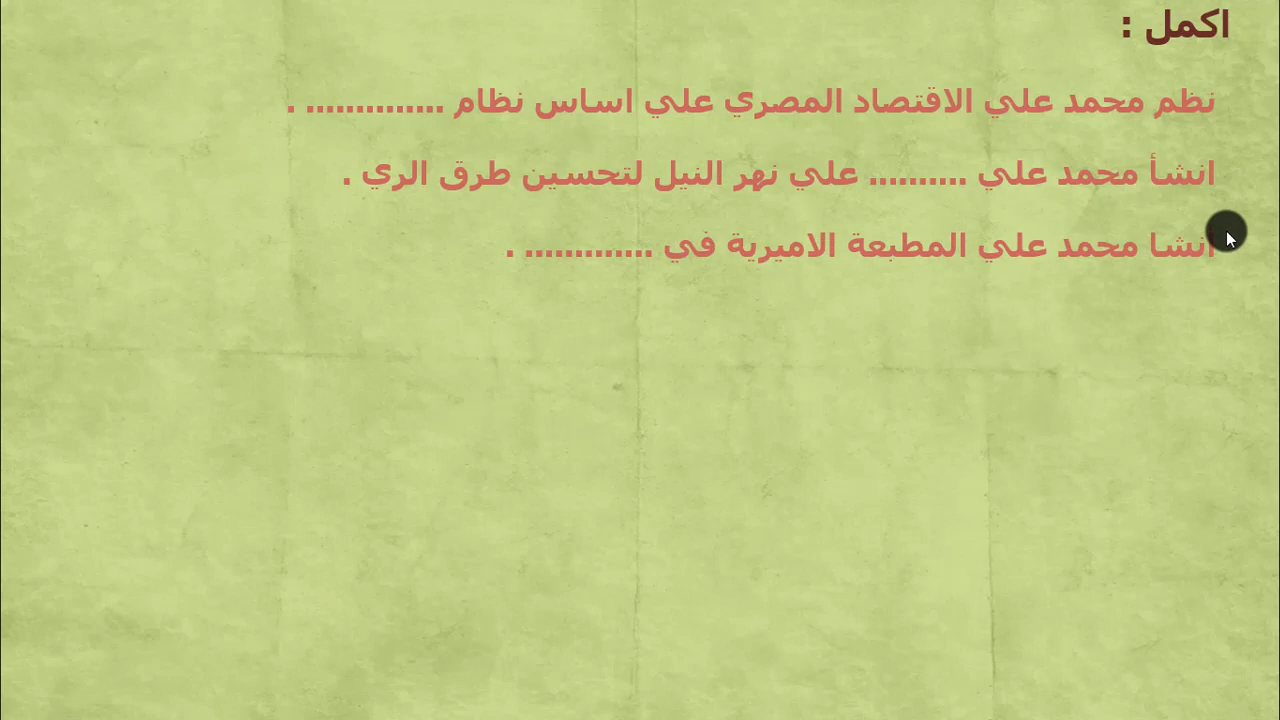 اكمل :
نظم محمد علي الاقتصاد المصري علي اساس نظام .............. .
انشأ محمد علي .......... علي نهر النيل لتحسين طرق الري .
انشا محمد علي المطبعة الاميرية في ............. .